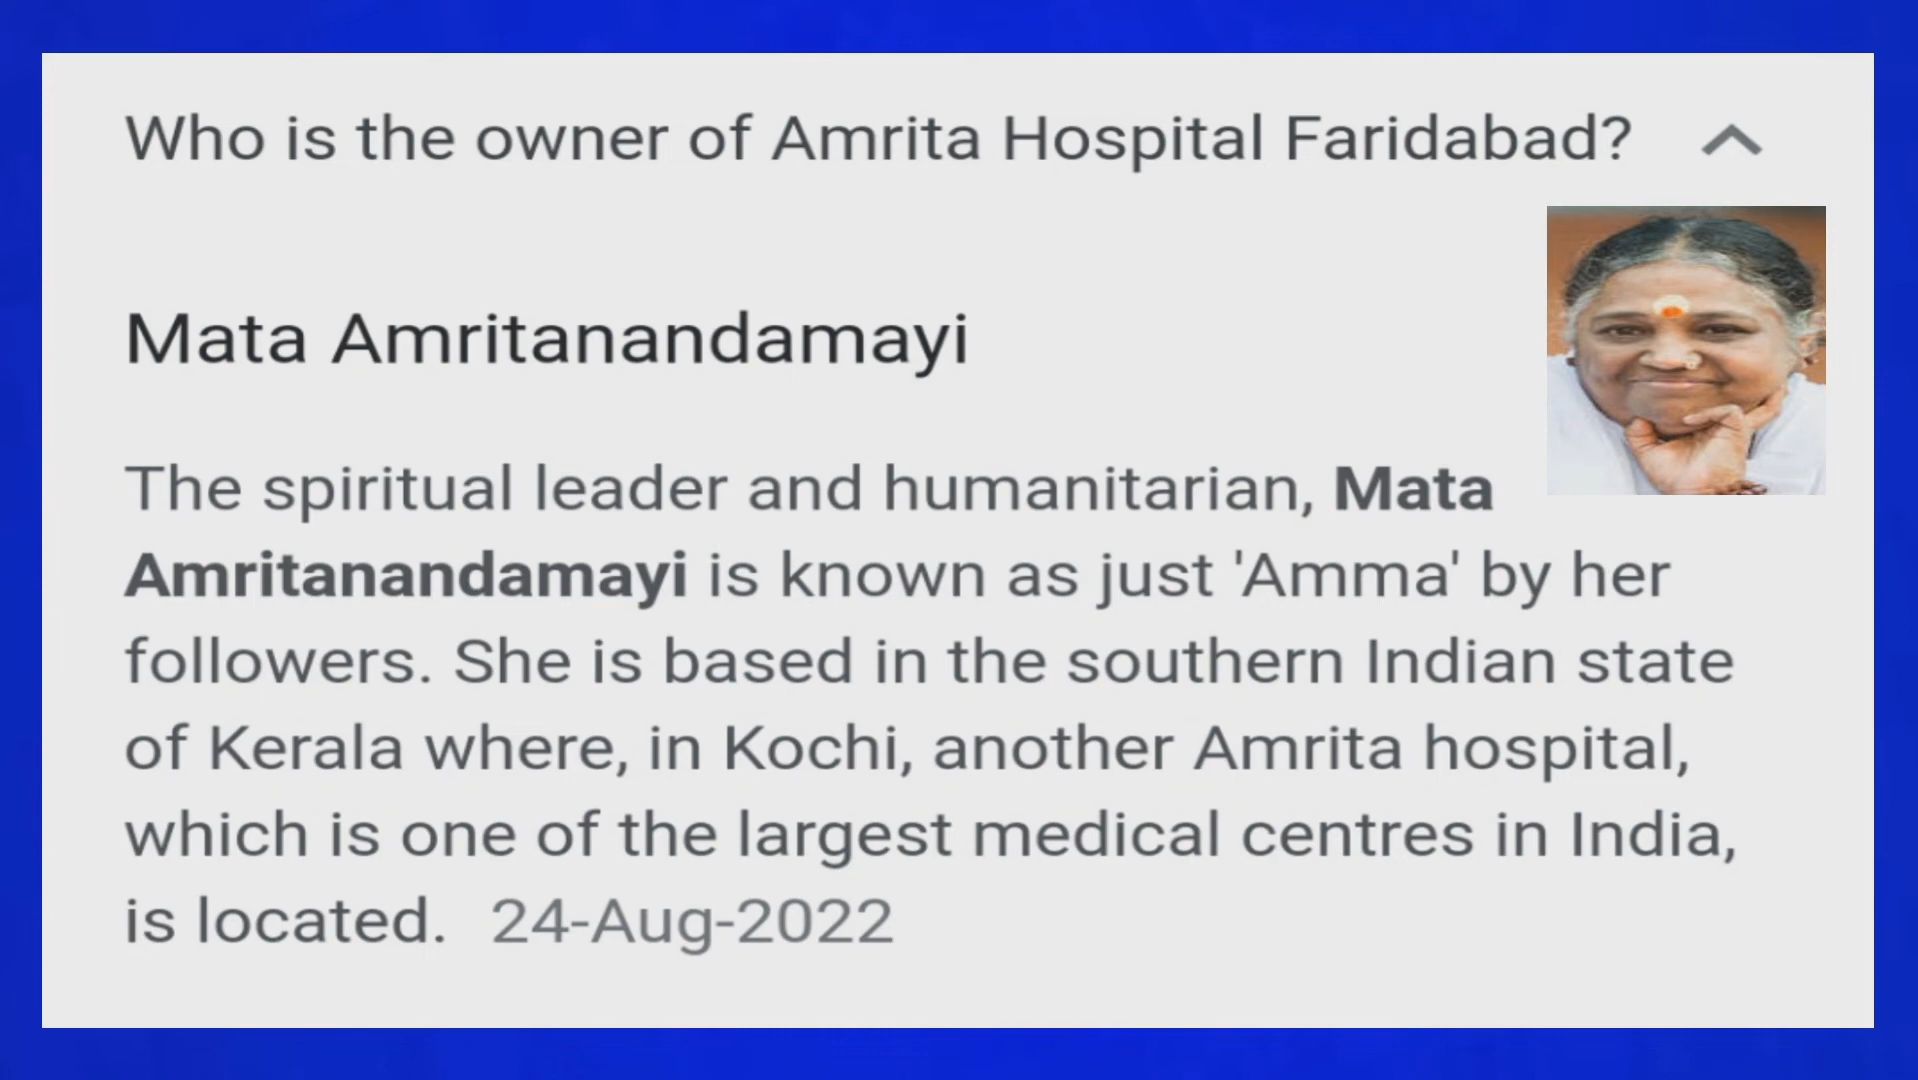 Who is the owner of Amrita Hospital Faridabad?
Mata Amritanandamayi
The spiritual leader and humanitarian, Mata
Amritanandamayi is known as just 'Amma' by her
followers. She is based in the southern Indian state
of Kerala where, in Kochi, another Amrita hospital,
which is one of the largest medical centres in India,
is located. 24-Aug-2022